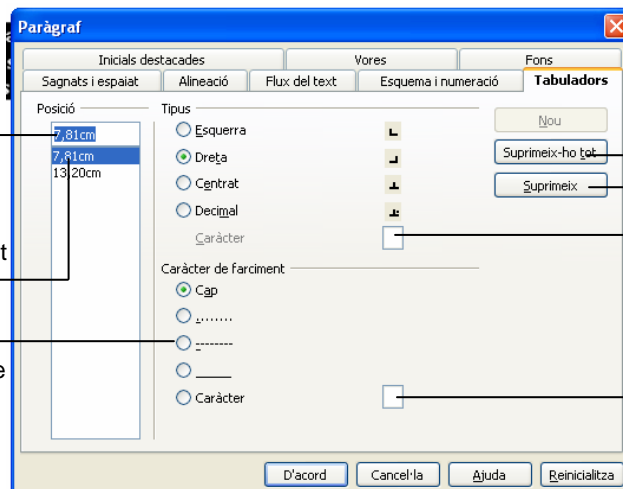 Paràgraf
Inicials destacades Vores Fons
Sagnats i espaiat Alineació Flux del text Esquema i numeració Tabuladors
Posició
7,81cm
7,81cm
13,20cm
Tipus
Esquerra
Dreta
Centrat
Decimal
Caràcter
Caràcter de farciment
Cap
........
--------
_____
Caràcter
Nou
Suprimeix-ho tot
Suprimeix
t
e
D'acord Cancel·la Ajuda Reinicialitza